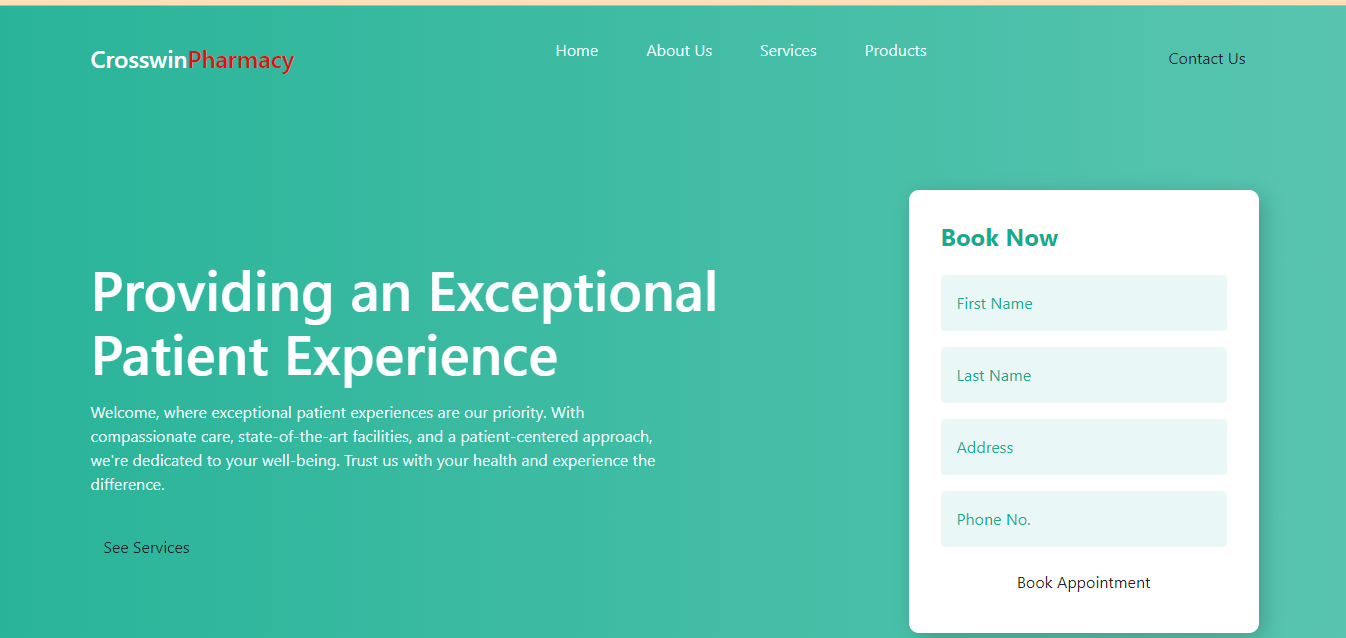 CrosswinPharmacy
Home
About Us
Services
Products
Contact Us
Providing an Exceptional
Patient Experience
Welcome, where exceptional patient experiences are our priority. With
compassionate care, state-of-the-art facilities, and a patient-centered approach,
we're dedicated to your well-being. Trust us with your health and experience the
difference.
See Services
Book Now
First Name
Last Name
Address
Phone No.
Book Appointment